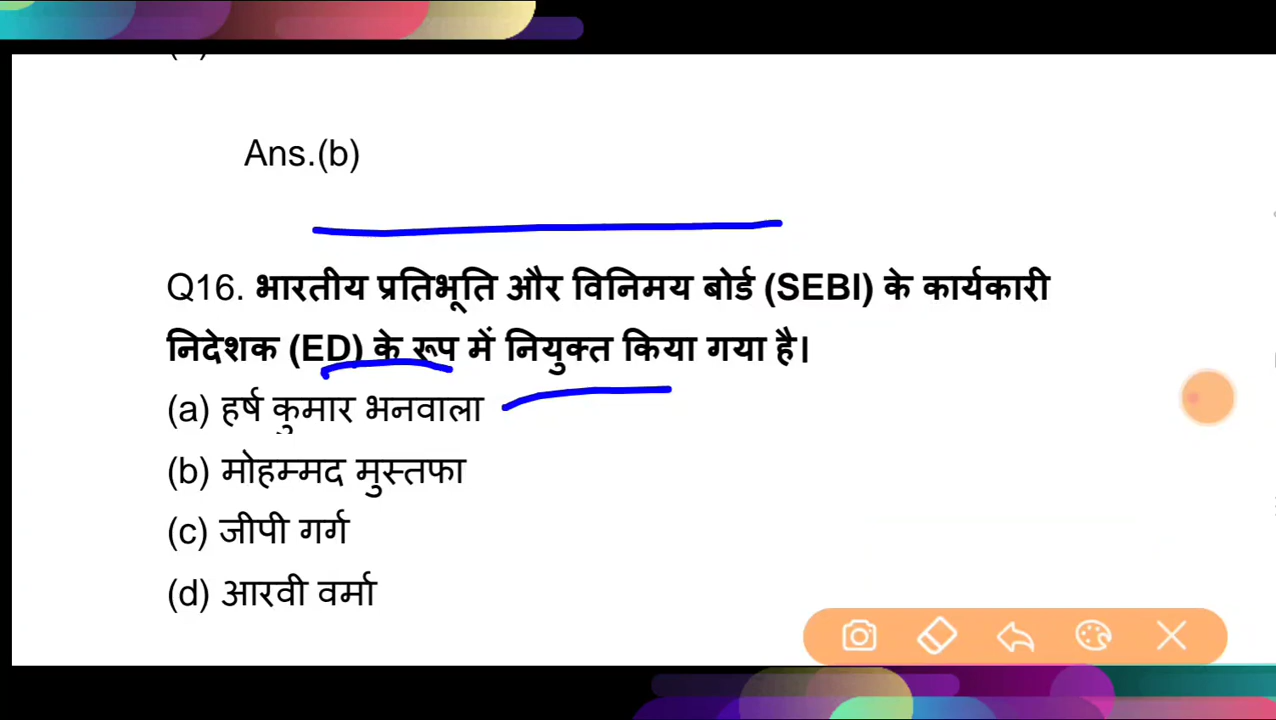 Ans.(b)
Q16. भारतीय प्रतिभूति और विनिमय बोर्ड (SEBI) के कार्यकारी
निदेशक (ED) के रूप में नियुक्त किया गया है।
(a) हर्ष कुमार भनवाला
(b) मोहम्मद मुस्तफा
(c) जीपी गर्ग
(d) आरवी वर्मा